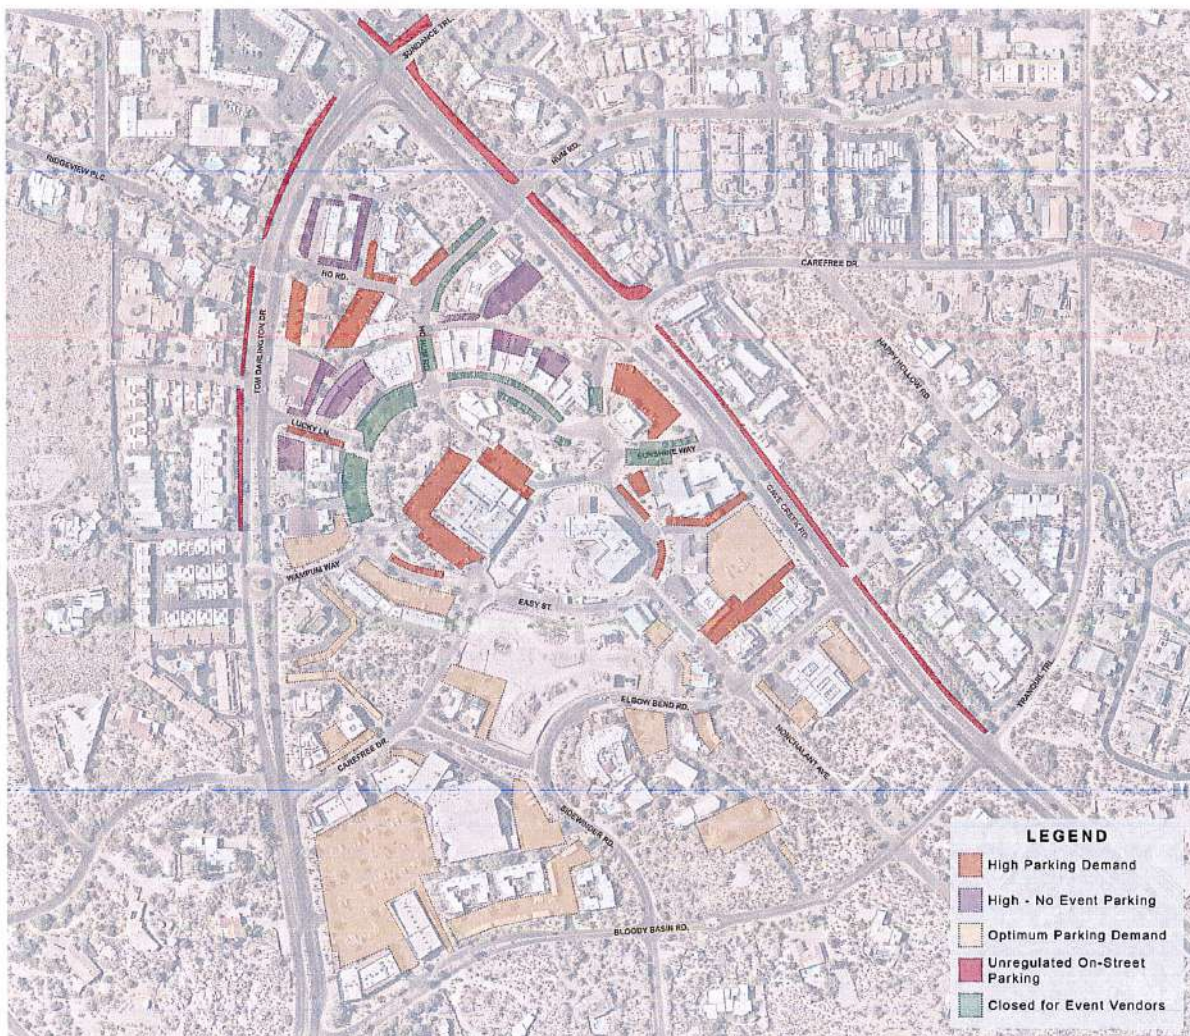 SUNDANCE TRL.
HUM RD.
RIDGEVIEW PLC
CAREFREE DR.
HO RD.
TOM DARLINGTON DR.
HO HUM RD.
HAPPY HOLLOW RD.
LUCKY LN.
SUNSHINE WAY
CAVE CREEK RD.
WAMPUM WAY
EASY ST.
TRANQUIL TRL.
ELBOW BEND RD.
NONCHALANT AVE.
CAREFREE DR.
SIDEWINDER RD.
BLOODY BASIN RD.
LEGEND
High Parking Demand
High - No Event Parking
Optimum Parking Demand
Unregulated On-Street
Parking
Closed for Event Vendors